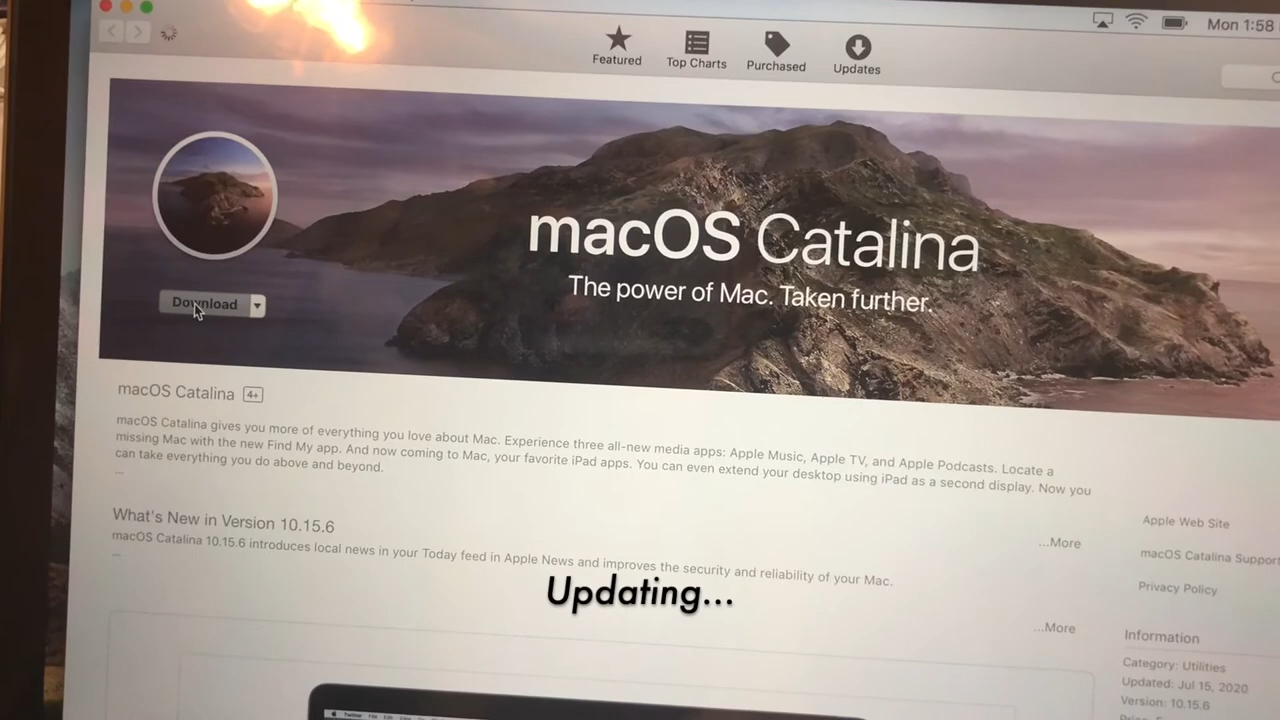 Mon 1:58
Featured
Top Charts
Purchased
Updates
macOS Catalina
The power of Mac. Taken further.
Download
macOS Catalina 4+
macOS Catalina gives you more of everything you love about Mac. Experience three all-new media apps: Apple Music, Apple TV, and Apple Podcasts. Locate a
missing Mac with the new Find My app. And now coming to Mac, your favorite iPad apps. You can even extend your desktop using iPad as a second display. Now you
can take everything you do above and beyond.
...
...More
What's New in Version 10.15.6
macOS Catalina 10.15.6 introduces local news in your Today feed in Apple News and improves the security and reliability of your Mac.
...
...More
Updating...
Apple Web Site
macOS Catalina Support
Privacy Policy
Information
Category: Utilities
Updated: Jul 15, 2020
Version: 10.15.6